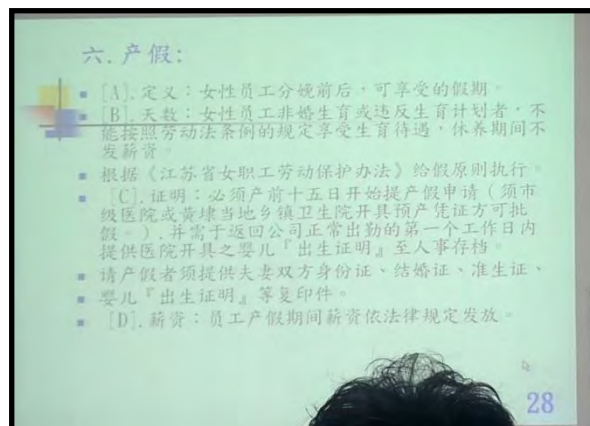 六.产假:
[A].定义：女性员工分娩前后，可享受的假期。
[B].天数：女性员工非婚生育或违反生育计划者，不
能按照劳动法条例的规定享受生育待遇，休养期间不
发薪资。
根据《江苏省女职工劳动保护办法》给假原则执行。
[C].证明：必须产前十五日开始提产假申请（须市
级医院或黄埭当地乡镇卫生院开具预产凭证方可批
假。）.并需于返回公司正常出勤的第一个工作日内
提供医院开具之婴儿『出生证明』至人事存档。
请产假者须提供夫妻双方身份证、结婚证、准生证、
婴儿『出生证明』等复印件。
[D].薪资：员工产假期间薪资依法律规定发放。
28